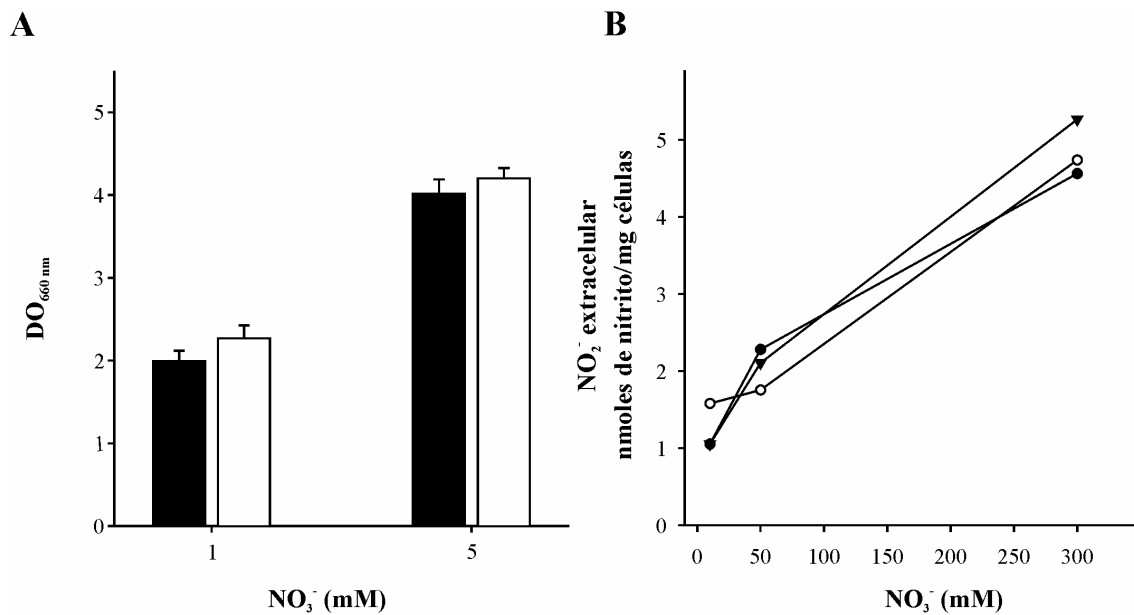 A
5
4
3
2
1
0
DO660 nm
1
5
NO3- (mM)
B
5
4
3
2
1
0
NO2- extracelular
nmoles de nitrito/mg células
0 50 100 150 200 250 300
NO3- (mM)